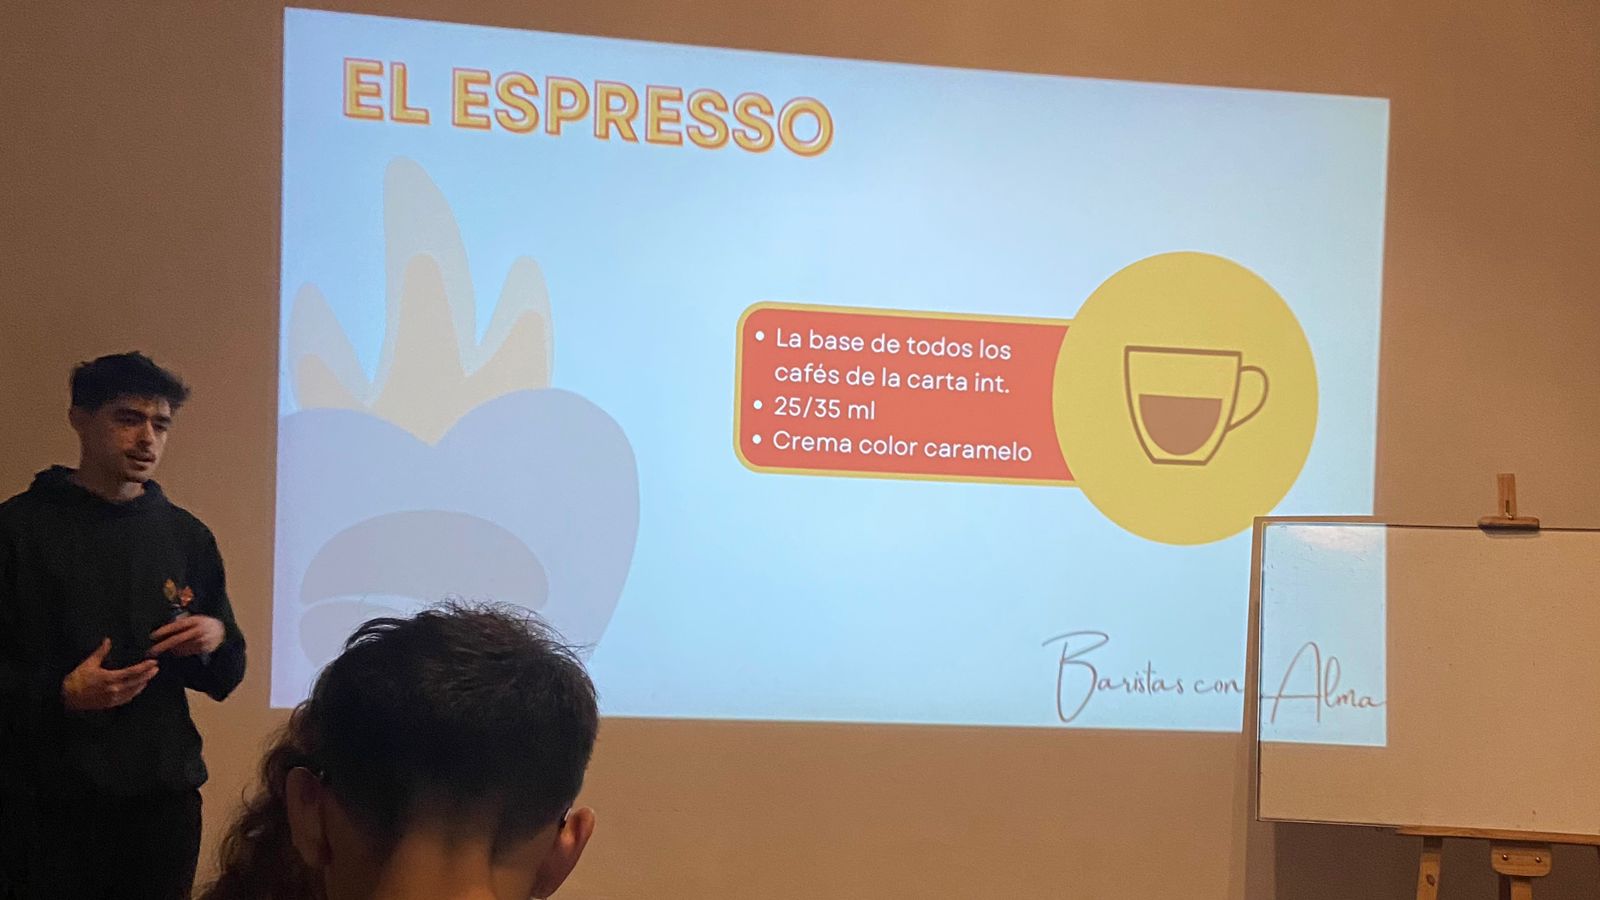 EL ESPRESSO
• La base de todos los
cafés de la carta int.
• 25/35 ml
• Crema color caramelo
Baristas con Alma